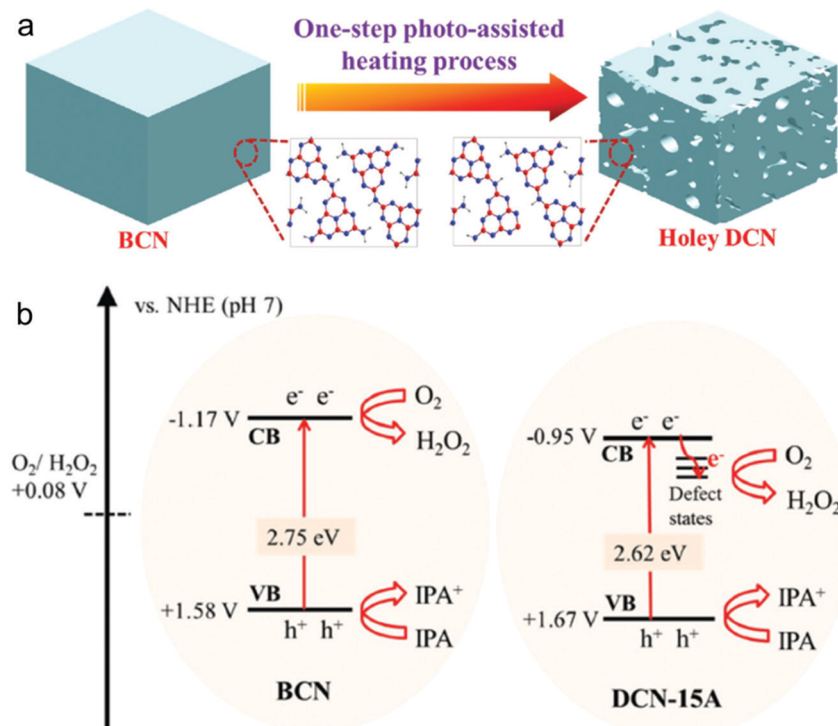 a
One-step photo-assisted
heating process
BCN
Holey DCN
b
vs. NHE (pH 7)
O₂/ H₂O₂
+0.08 V
-1.17 V
e⁻ e⁻
CB
O₂
H₂O₂
2.75 eV
VB
+1.58 V
h⁺ h⁺
IPA⁺
IPA
BCN
-0.95 V
e⁻ e⁻
CB
e⁻
Defect
states
O₂
H₂O₂
2.62 eV
VB
+1.67 V
h⁺ h⁺
IPA⁺
IPA
DCN-15A